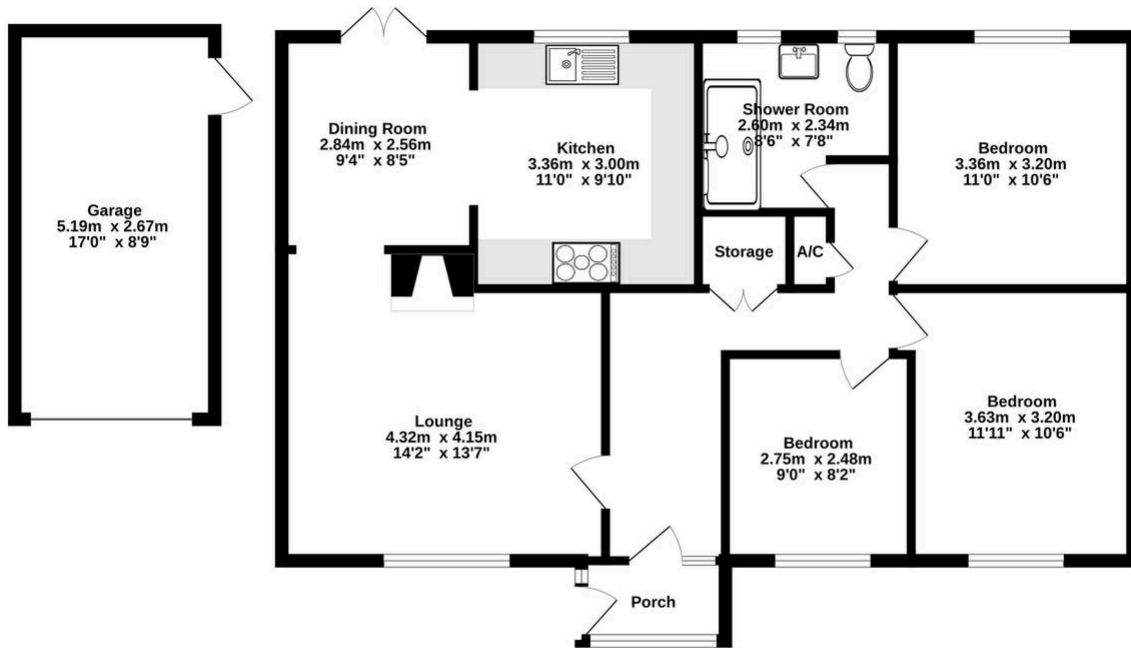 Garage
5.19m x 2.67m
17'0" x 8'9"
Dining Room
2.84m x 2.56m
9'4" x 8'5"
Kitchen
3.36m x 3.00m
11'0" x 9'10"
Shower Room
2.60m x 2.34m
8'6" x 7'8"
Bedroom
3.36m x 3.20m
11'0" x 10'6"
Storage
A/C
Lounge
4.32m x 4.15m
14'2" x 13'7"
Bedroom
2.75m x 2.48m
9'0" x 8'2"
Bedroom
3.63m x 3.20m
11'11" x 10'6"
Porch